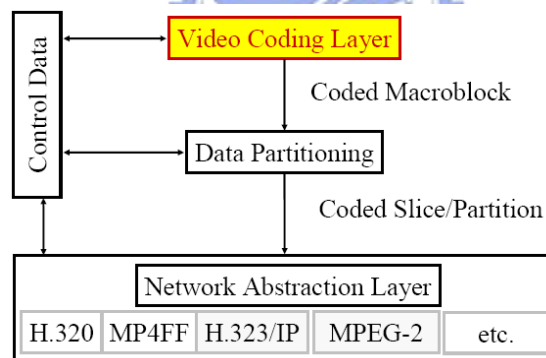 Video Coding Layer
Control Data
Coded Macroblock
Data Partitioning
Coded Slice/Partition
Network Abstraction Layer
H.320 MP4FF H.323/IP MPEG-2 etc.